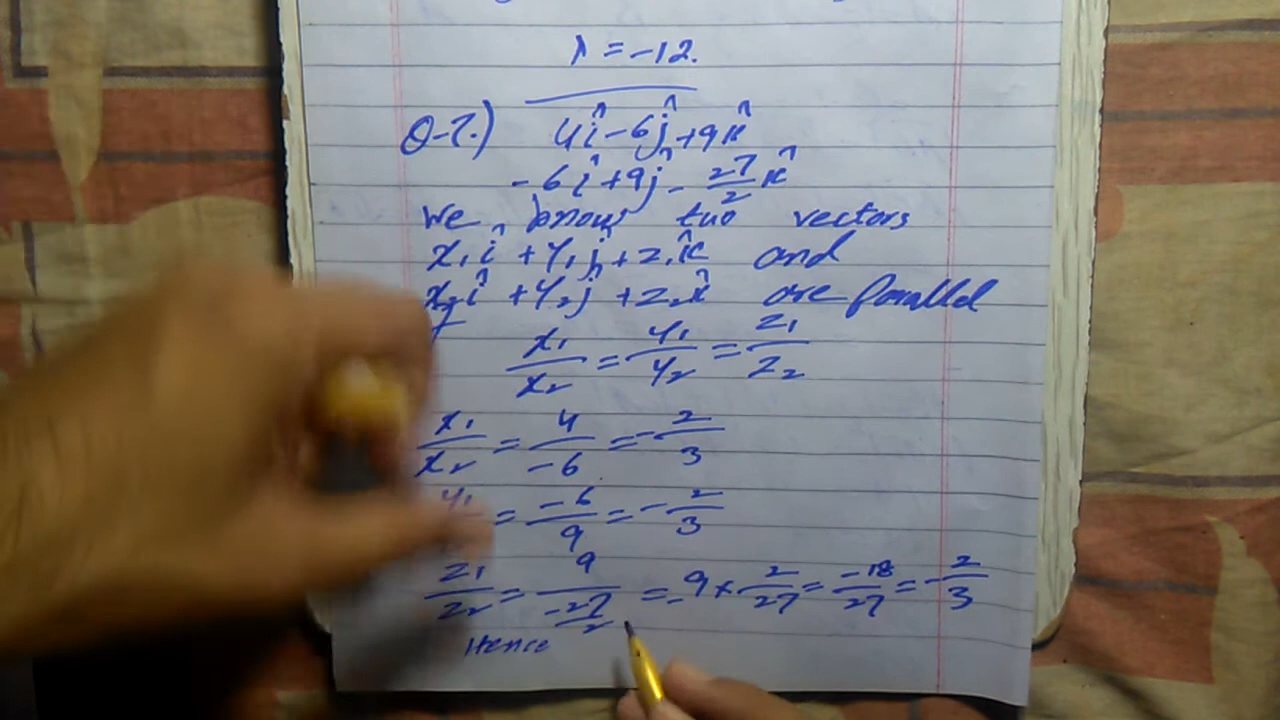 λ = -12.
Q-7.) 4î - 6ĵ + 9k̂
-6î + 9ĵ - 27/2 k̂
We know two vectors
x₁î + y₁ĵ + z₁k̂ and
x₂î + y₂ĵ + z₂k̂ are parallel
x₁/x₂ = y₁/y₂ = z₁/z₂
x₁/x₂ = 4/-6 = -2/3
y₁ = -6/9 = -2/3
z₁/z₂ = 9/(-27/2) = -9 × 2/27 = -18/27 = -2/3
Hence